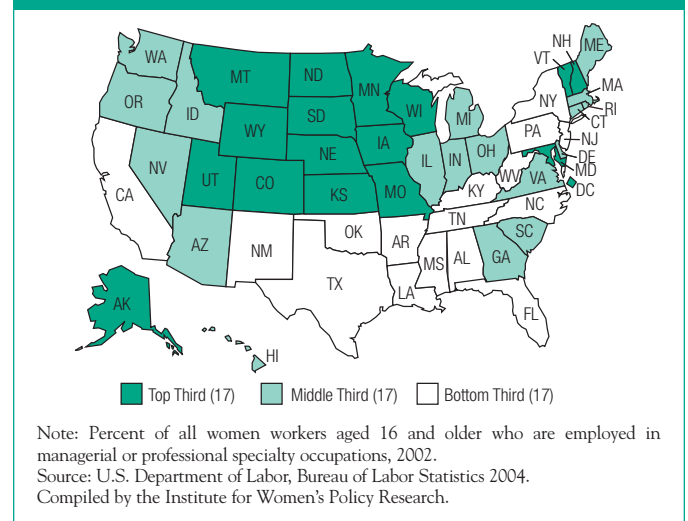 WA
MT
ND
MN
VT
NH
ME
OR
ID
SD
WI
MI
NY
MA
RI
CT
WY
NE
IA
PA
NJ
NV
UT
CO
KS
MO
IL
IN
OH
WV
VA
DE
MD
DC
CA
KY
NC
AZ
NM
OK
AR
TN
SC
TX
LA
MS
AL
GA
FL
AK
HI
Top Third (17)
Middle Third (17)
Bottom Third (17)
Note: Percent of all women workers aged 16 and older who are employed in
managerial or professional specialty occupations, 2002.
Source: U.S. Department of Labor, Bureau of Labor Statistics 2004.
Compiled by the Institute for Women's Policy Research.